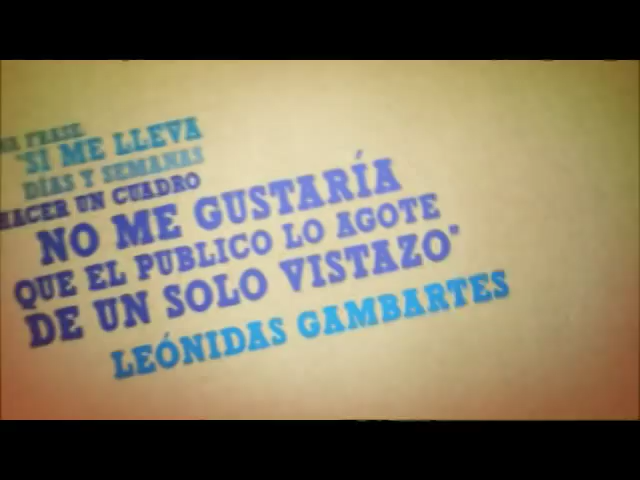 FRASE
"SI ME LLEVA
DÍAS Y SEMANAS
HACER UN CUADRO
NO ME GUSTARÍA
QUE EL PUBLICO LO AGOTE
DE UN SOLO VISTAZO"
LEÓNIDAS GAMBARTES